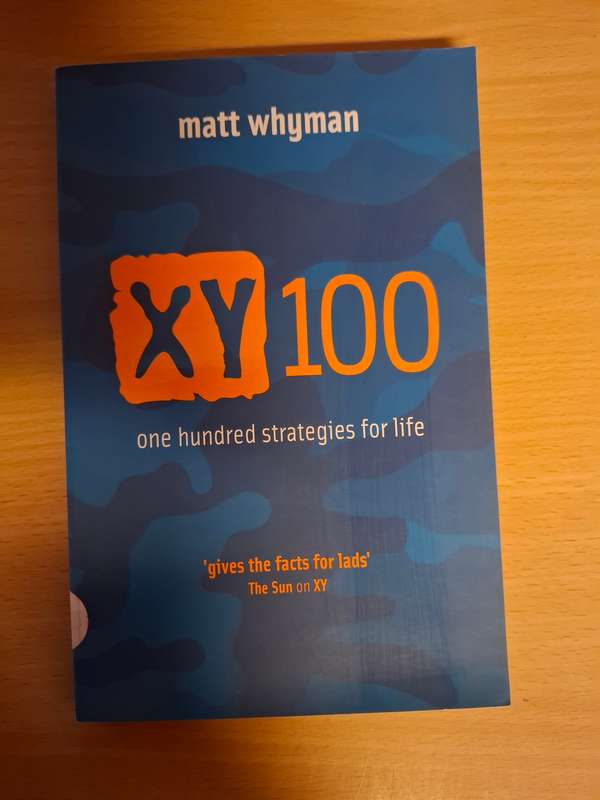 matt whyman
XY 100
one hundred strategies for life
'gives the facts for lads'
The Sun on XY